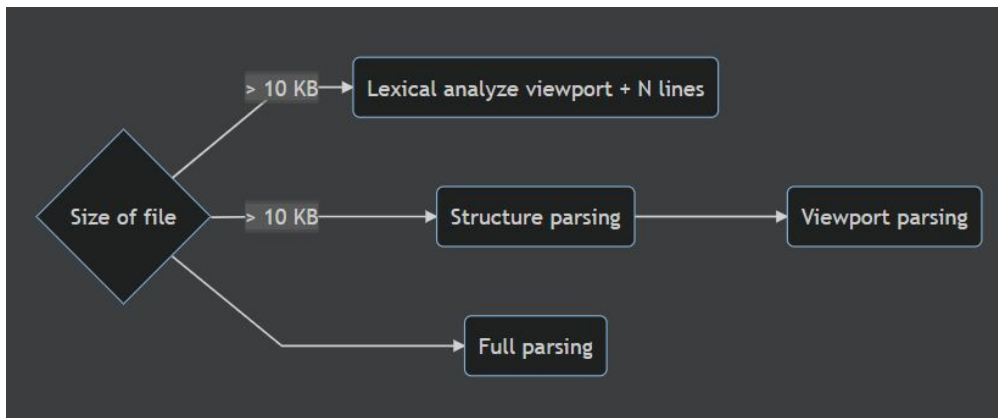 > 10 KB
Lexical analyze viewport + N lines
Size of file
> 10 KB
Structure parsing
Viewport parsing
Full parsing